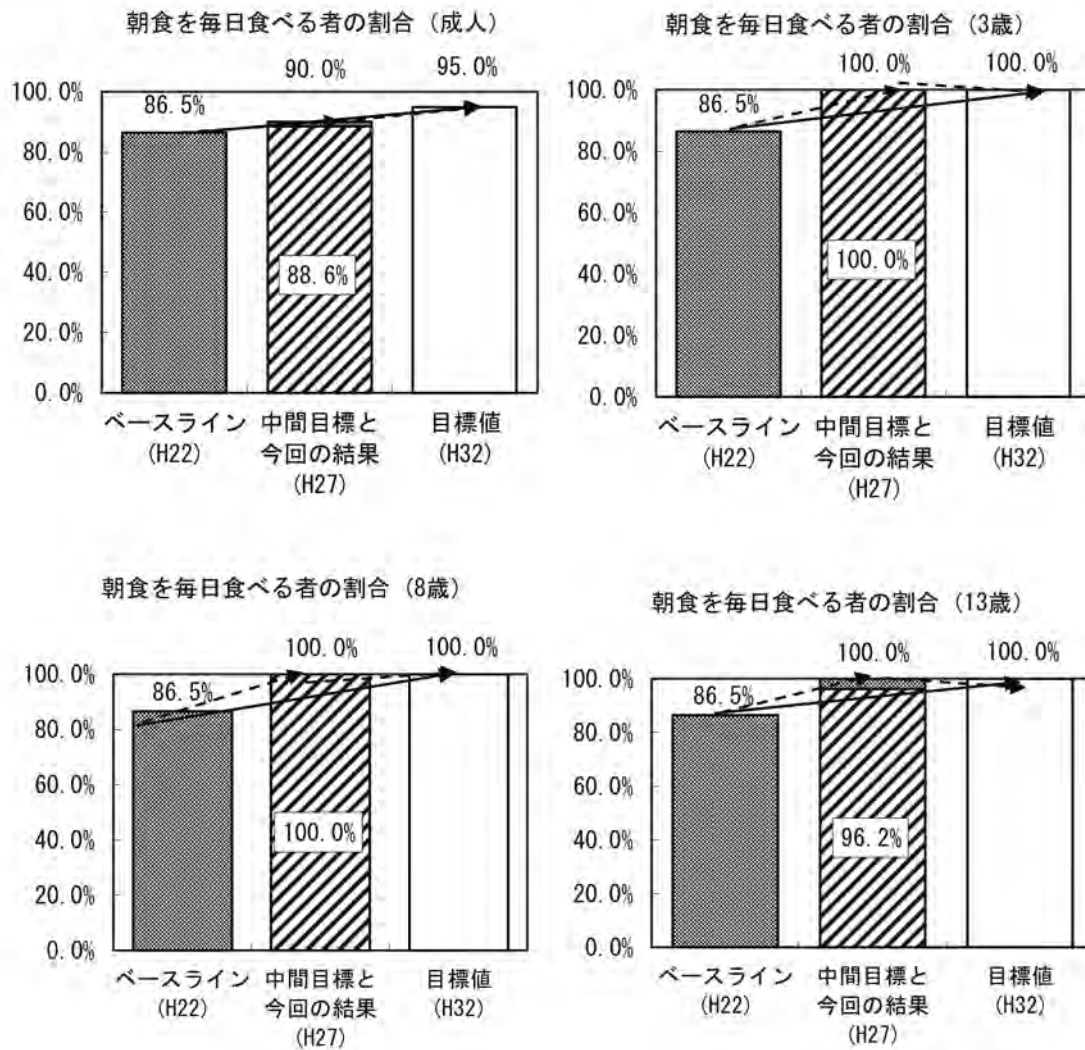 朝食を毎日食べる者の割合（成人）
90.0%
95.0%
100.0%
86.5%
80.0%
60.0%
88.6%
40.0%
20.0%
0.0%
ベースライン
(H22)
中間目標と
今回の結果
(H27)
目標値
(H32)
朝食を毎日食べる者の割合（3歳）
100.0%
100.0%
100.0%
86.5%
80.0%
60.0%
100.0%
40.0%
20.0%
0.0%
ベースライン
(H22)
中間目標と
今回の結果
(H27)
目標値
(H32)
朝食を毎日食べる者の割合（8歳）
100.0%
100.0%
100.0%
86.5%
80.0%
60.0%
100.0%
40.0%
20.0%
0.0%
ベースライン
(H22)
中間目標と
今回の結果
(H27)
目標値
(H32)
朝食を毎日食べる者の割合（13歳）
100.0%
100.0%
100.0%
86.5%
80.0%
60.0%
96.2%
40.0%
20.0%
0.0%
ベースライン
(H22)
中間目標と
今回の結果
(H27)
目標値
(H32)